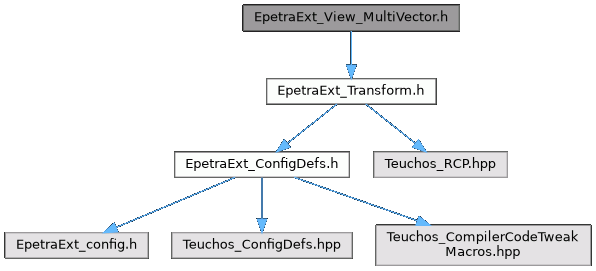 EpetraExt_View_MultiVector.h
EpetraExt_Transform.h
EpetraExt_ConfigDefs.h
Teuchos_RCP.hpp
EpetraExt_config.h
Teuchos_ConfigDefs.hpp
Teuchos_CompilerCodeTweak
Macros.hpp